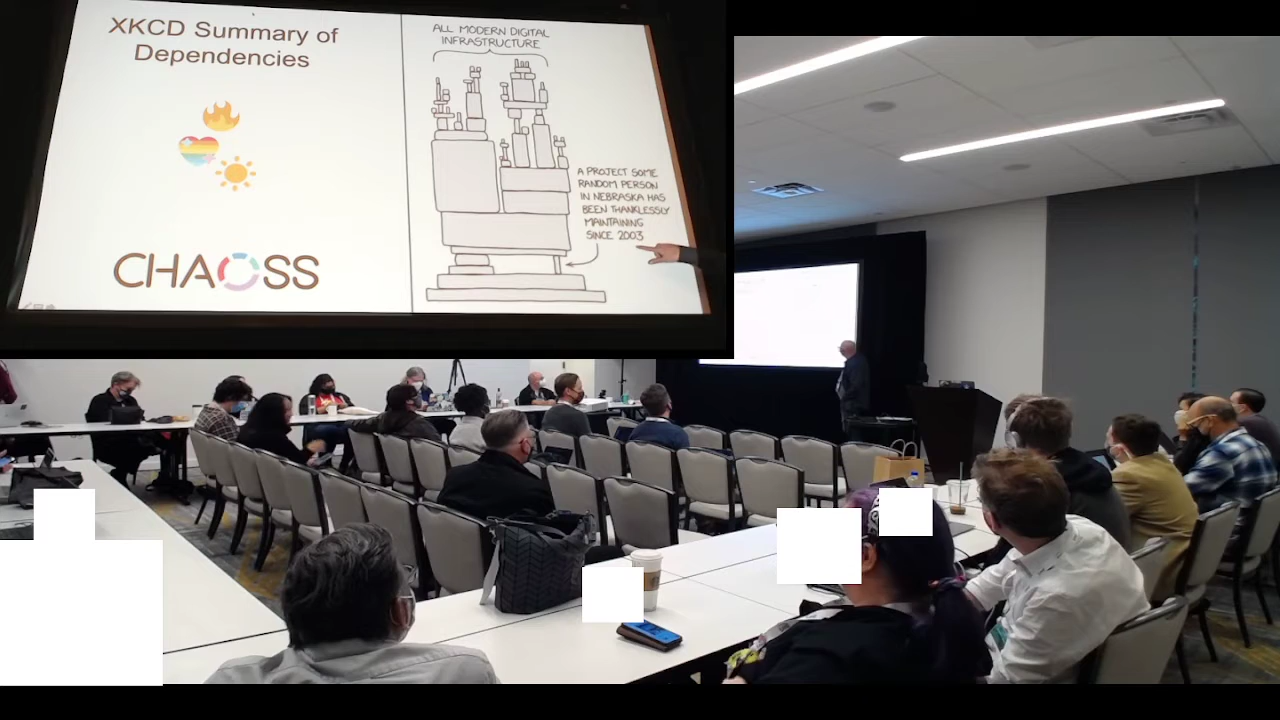 XKCD Summary of
Dependencies
CHAOSS
ALL MODERN DIGITAL
INFRASTRUCTURE
A PROJECT SOME
RANDOM PERSON
IN NEBRASKA HAS
BEEN THANKLESSLY
MAINTAINING
SINCE 2003